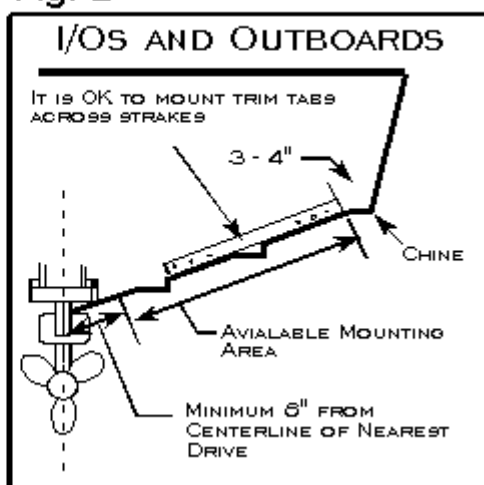 I/OS AND OUTBOARDS
IT IS OK TO MOUNT TRIM TABS
ACROSS STRAKES
3 - 4"
CHINE
AVIALABLE MOUNTING
AREA
MINIMUM 8" FROM
CENTERLINE OF NEAREST
DRIVE